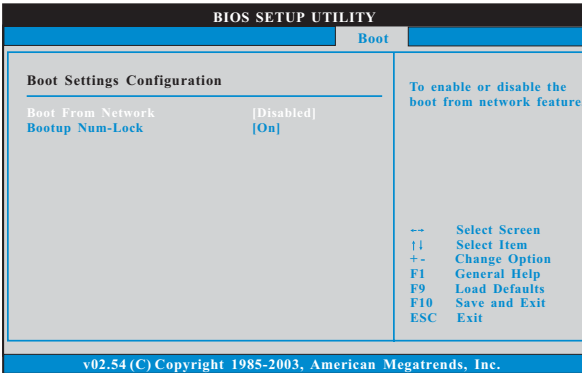 BIOS SETUP UTILITY
Boot
Boot Settings Configuration
Boot From Network [Disabled]
Bootup Num-Lock [On]
To enable or disable the
boot from network feature
←→ Select Screen
↑↓ Select Item
+- Change Option
F1 General Help
F9 Load Defaults
F10 Save and Exit
ESC Exit
v02.54 (C) Copyright 1985-2003, American Megatrends, Inc.